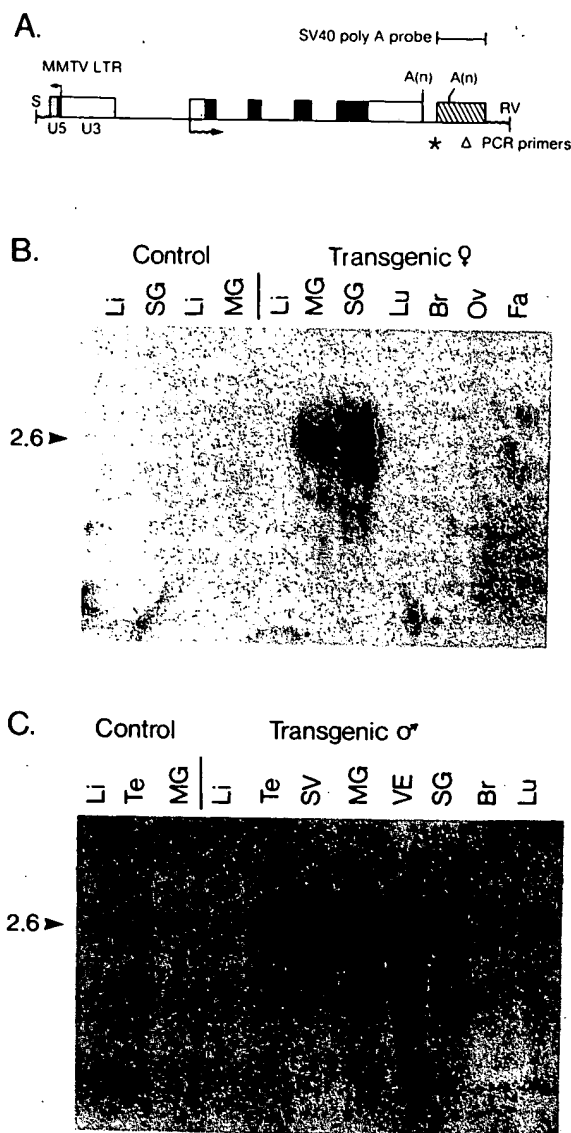 A.
SV40 poly A probe
MMTV LTR
S
A(n)
A(n)
RV
U5
U3
* Δ PCR primers
B.
Control
Transgenic ♀
Li
SG
Li
MG
Li
MG
SG
Lu
Br
Ov
Fa
2.6
C.
Control
Transgenic ♂
Li
Te
MG
Li
Te
SV
MG
VE
SG
Br
Lu
2.6